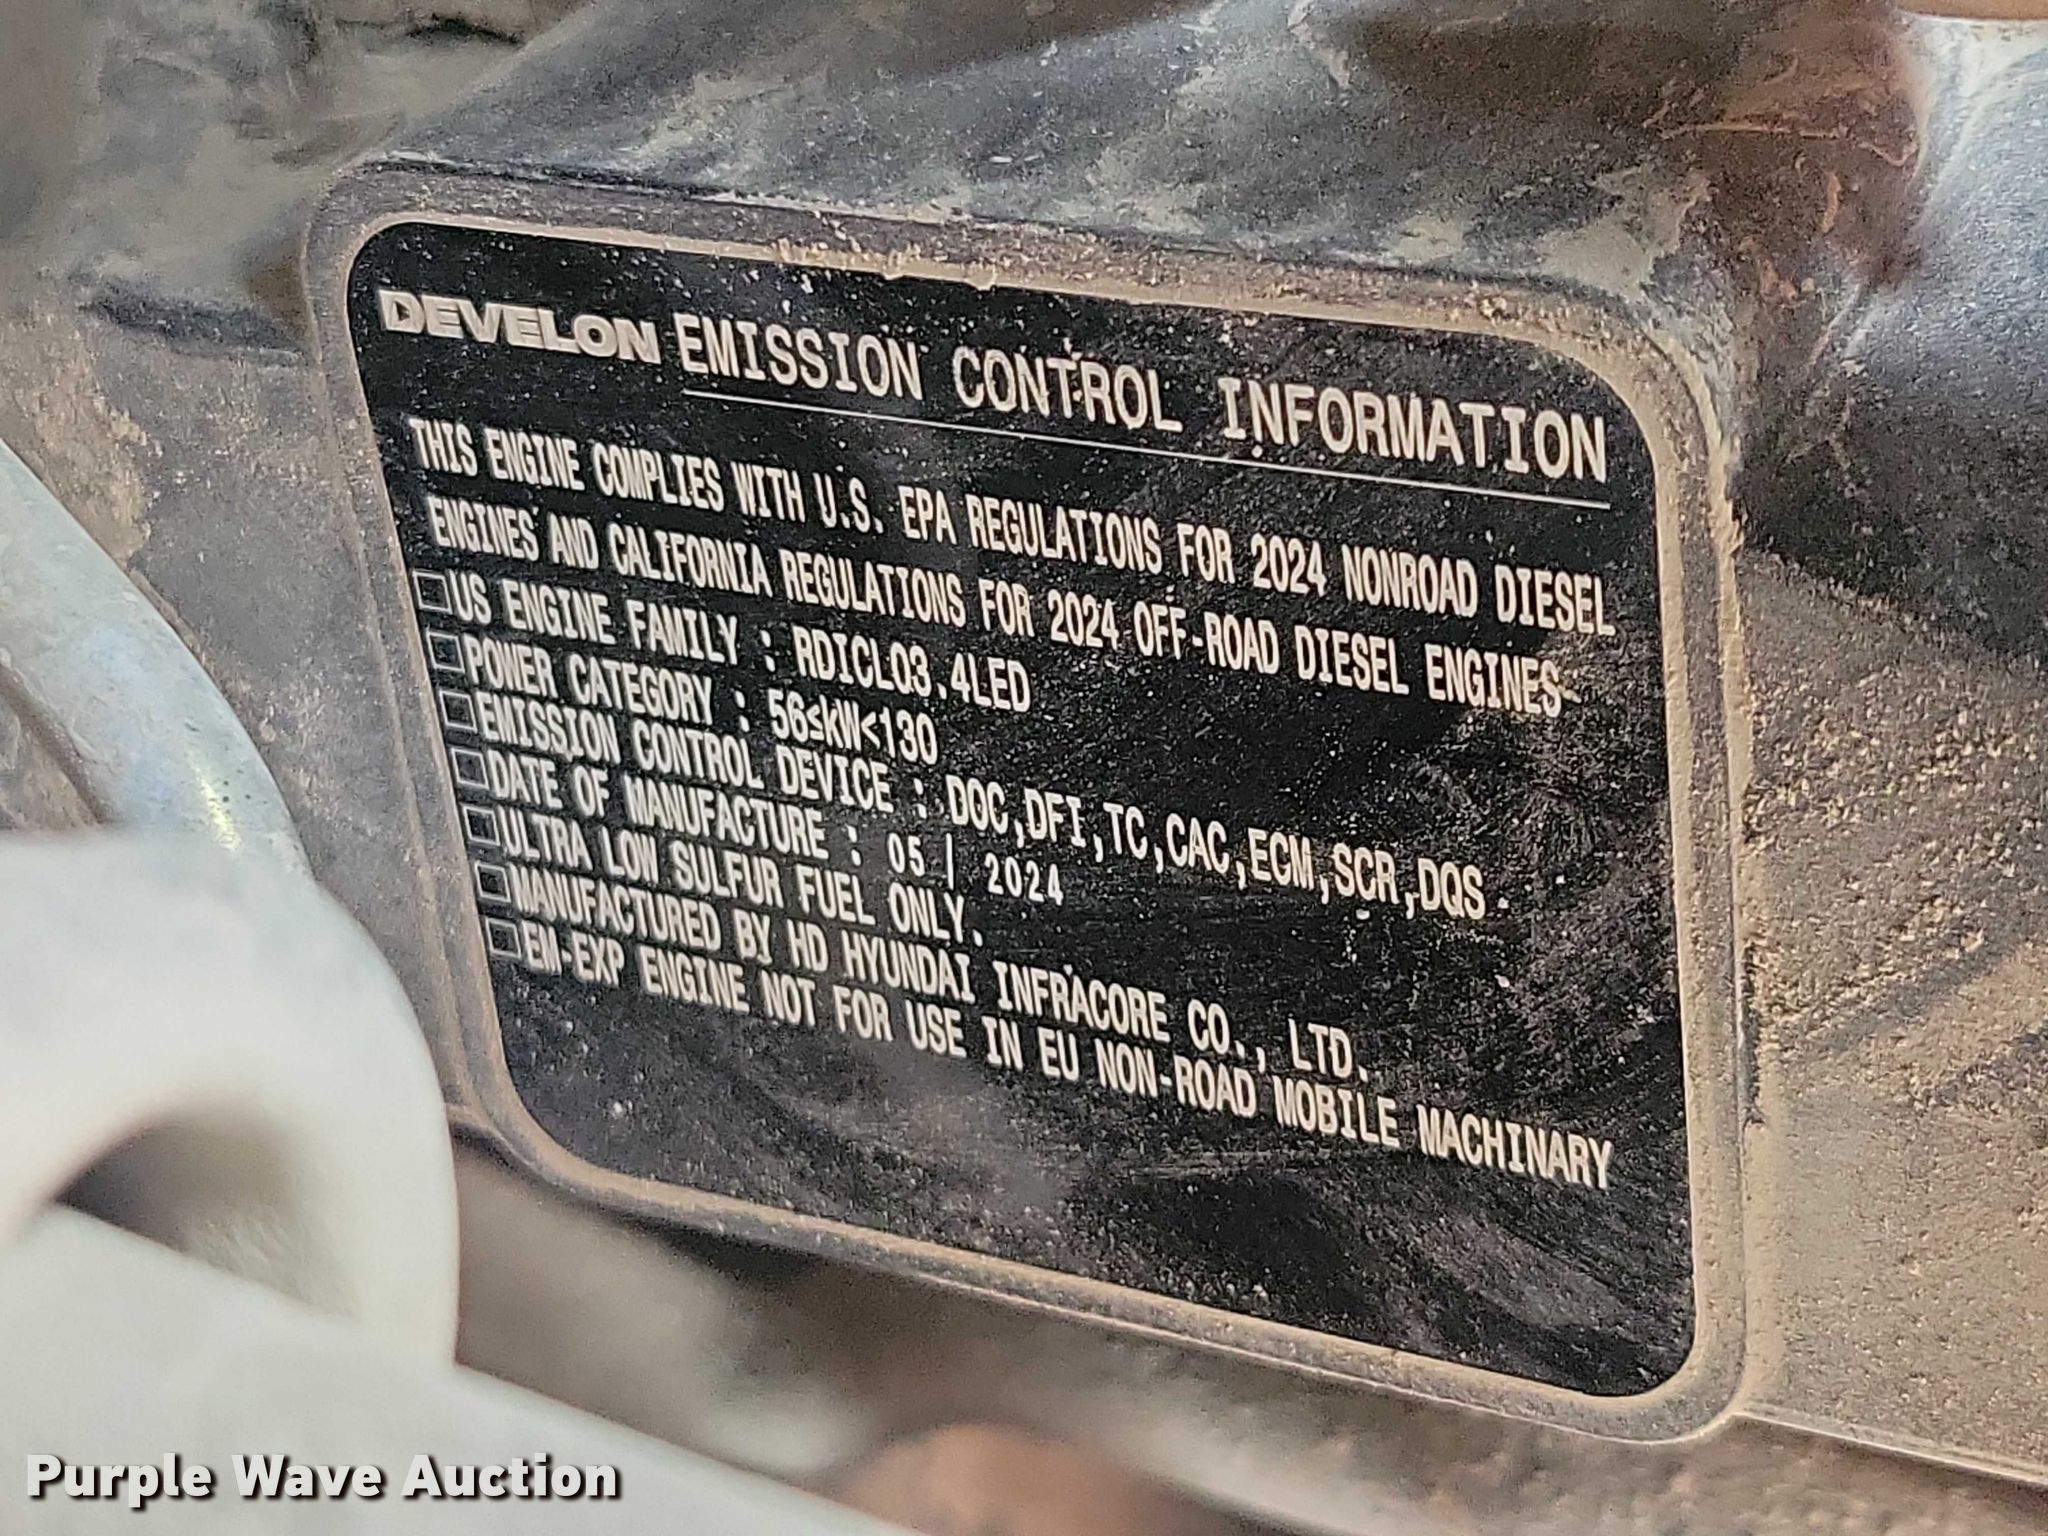 DEVELON EMISSION CONTROL INFORMATION
THIS ENGINE COMPLIES WITH U.S. EPA REGULATIONS FOR 2024 NONROAD DIESEL
ENGINES AND CALIFORNIA REGULATIONS FOR 2024 OFF-ROAD DIESEL ENGINES
□US ENGINE FAMILY : RDICL03.4LED
□POWER CATEGORY : 56≤kW<130
□EMISSION CONTROL DEVICE : DOC,DFI,TC,CAC,ECM,SCR,DQS
□DATE OF MANUFACTURE : 05 / 2024
□ULTRA LOW SULFUR FUEL ONLY.
□MANUFACTURED BY HD HYUNDAI INFRACORE CO., LTD.
□EM-EXP ENGINE NOT FOR USE IN EU NON-ROAD MOBILE MACHINARY
Purple Wave Auction